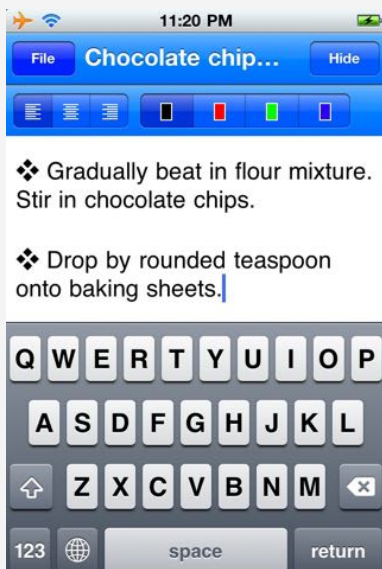 11:20 PM
File Chocolate chip... Hide
❖ Gradually beat in flour mixture.
Stir in chocolate chips.
❖ Drop by rounded teaspoon
onto baking sheets.
Q W E R T Y U I O P
A S D F G H J K L
Z X C V B N M
123 space return